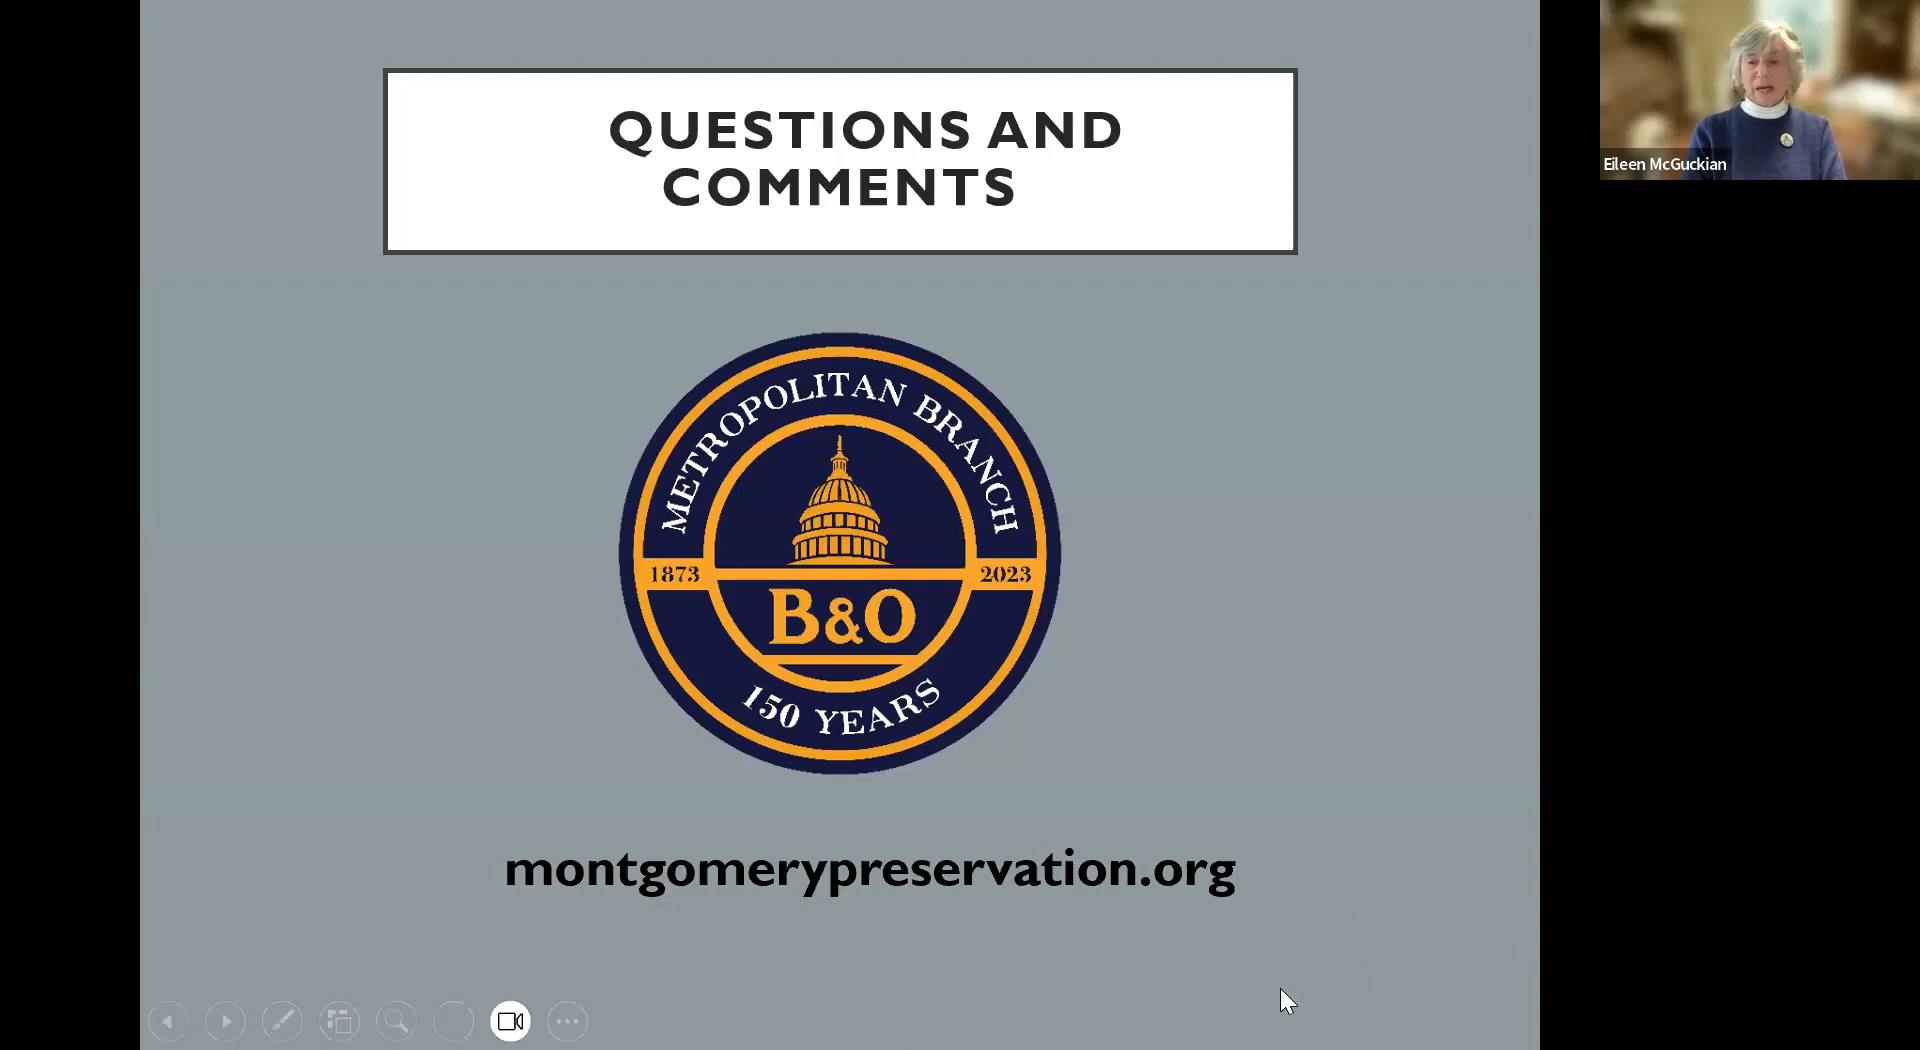 QUESTIONS AND
COMMENTS
METROPOLITAN BRANCH
1873
2023
B&O
150 YEARS
montgomerypreservation.org
Eileen McGuckian